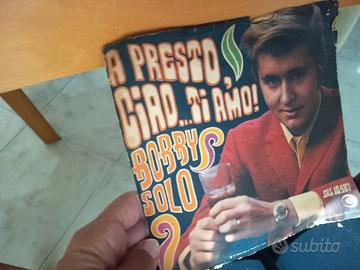 A PRESTO,
CIAO...TI AMO!
BOBBY
SOLO
subito